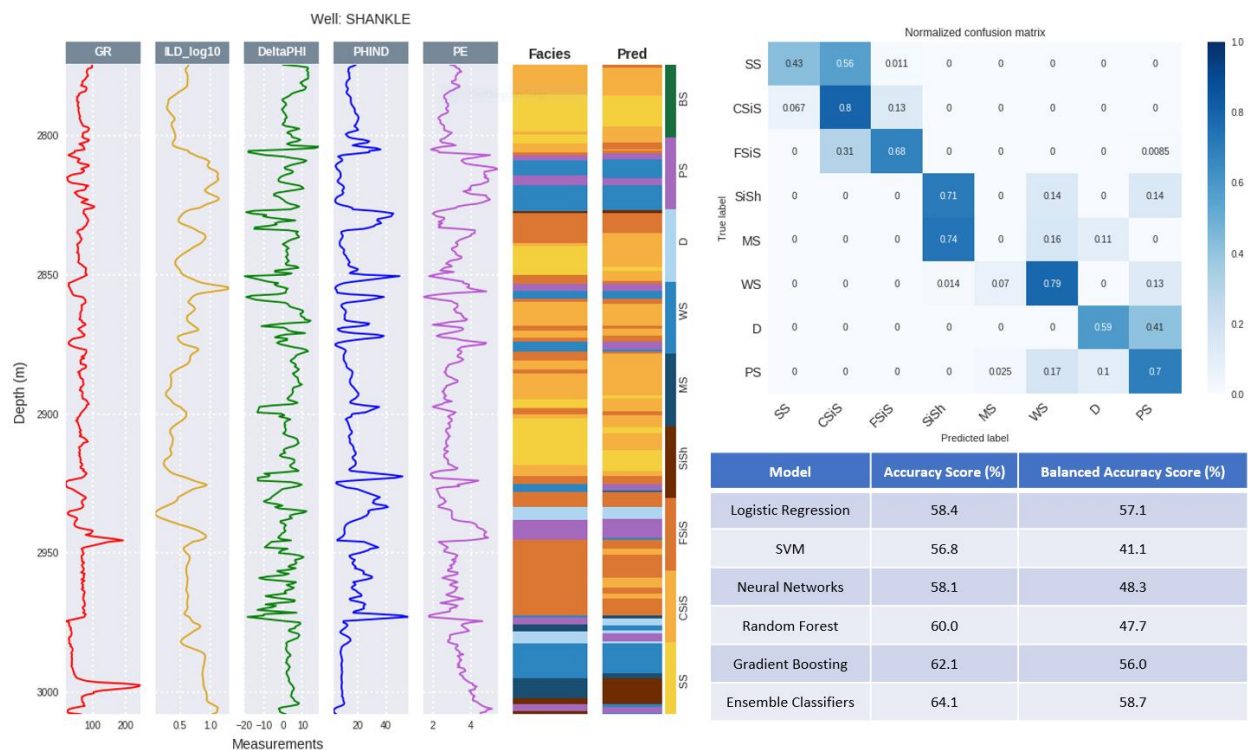 Well: SHANKLE
GR ILD_log10 DeltaPHI PHIND PE Facies Pred
2800
2850
2900
2950
3000
Depth (m)
100 200 0.5 1.0 −20 −10 0 10 20 40 2 4
Measurements
BS
PS
D
WS
MS
SiSh
FSiS
CSiS
SS
Normalized confusion matrix
True label
SS 0.43 0.56 0.011 0 0 0 0 0
CSiS 0.067 0.8 0.13 0 0 0 0 0
FSiS 0 0.31 0.68 0 0 0 0 0.0085
SiSh 0 0 0 0.71 0 0.14 0 0.14
MS 0 0 0 0.74 0 0.16 0.11 0
WS 0 0 0 0.014 0.07 0.79 0 0.13
D 0 0 0 0 0 0 0.59 0.41
PS 0 0 0 0 0.025 0.17 0.1 0.7
SS CSiS FSiS SiSh MS WS D PS
Predicted label
1.0
0.8
0.6
0.4
0.2
0.0
Model Accuracy Score (%) Balanced Accuracy Score (%)
Logistic Regression 58.4 57.1
SVM 56.8 41.1
Neural Networks 58.1 48.3
Random Forest 60.0 47.7
Gradient Boosting 62.1 56.0
Ensemble Classifiers 64.1 58.7